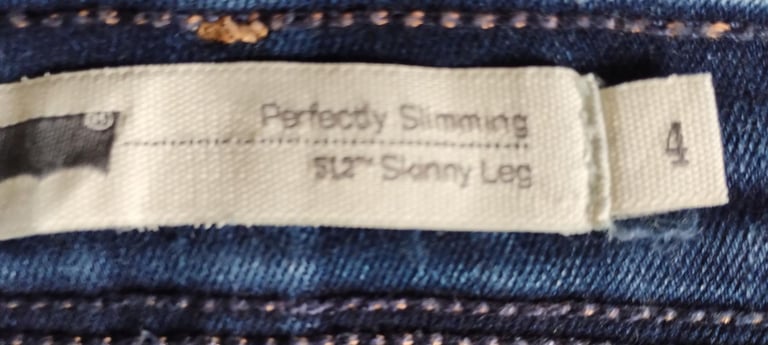 Perfectly Slimming
512™ Skinny Leg
4
®